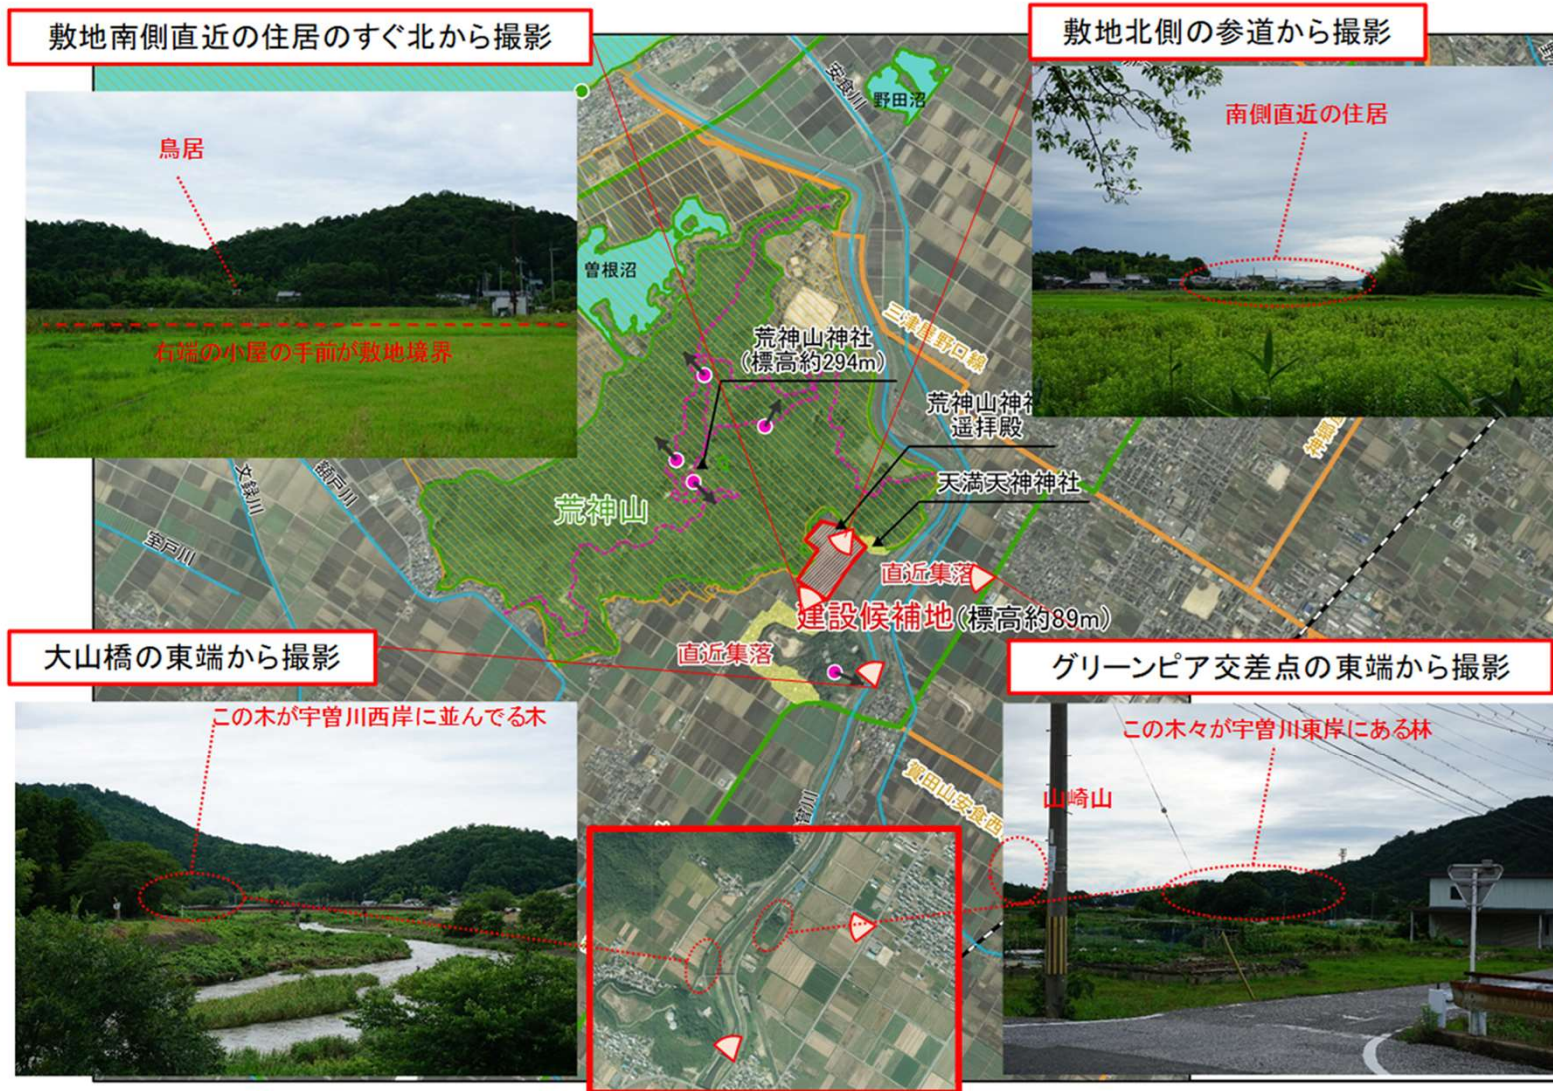 敷地南側直近の住居のすぐ北から撮影
敷地北側の参道から撮影
鳥居
右端の小屋の手前が敷地境界
南側直近の住居
安食川
野田沼
曽根沼
三津屋野口線
荒神山神社
(標高約294m)
荒神山神社
遥拝殿
天満天神神社
荒神山
文録川
額戸川
室戸川
直近集落
建設候補地(標高約89m)
直近集落
賀田山安食西
大山橋の東端から撮影
グリーンピア交差点の東端から撮影
この木が宇曽川西岸に並んでる木
この木々が宇曽川東岸にある林
山崎山